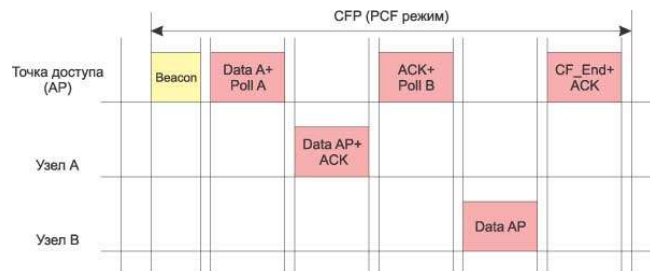 CFP (PCF режим)
Точка доступа
(AP)
Beacon
Data A+
Poll A
ACK+
Poll B
CF_End+
ACK
Узел A
Data AP+
ACK
Узел B
Data AP